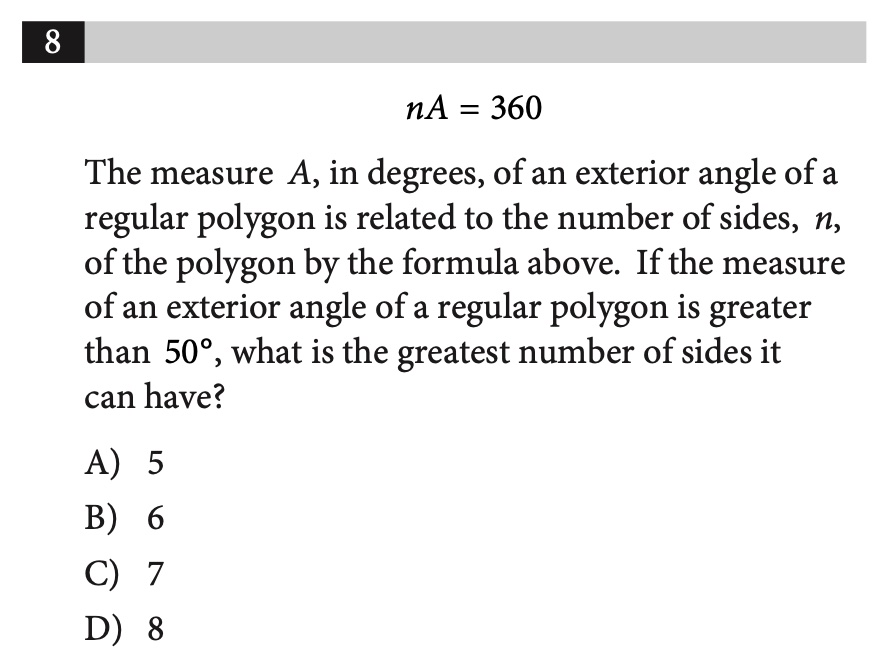 8
nA = 360
The measure A, in degrees, of an exterior angle of a
regular polygon is related to the number of sides, n,
of the polygon by the formula above. If the measure
of an exterior angle of a regular polygon is greater
than 50°, what is the greatest number of sides it
can have?
A) 5
B) 6
C) 7
D) 8